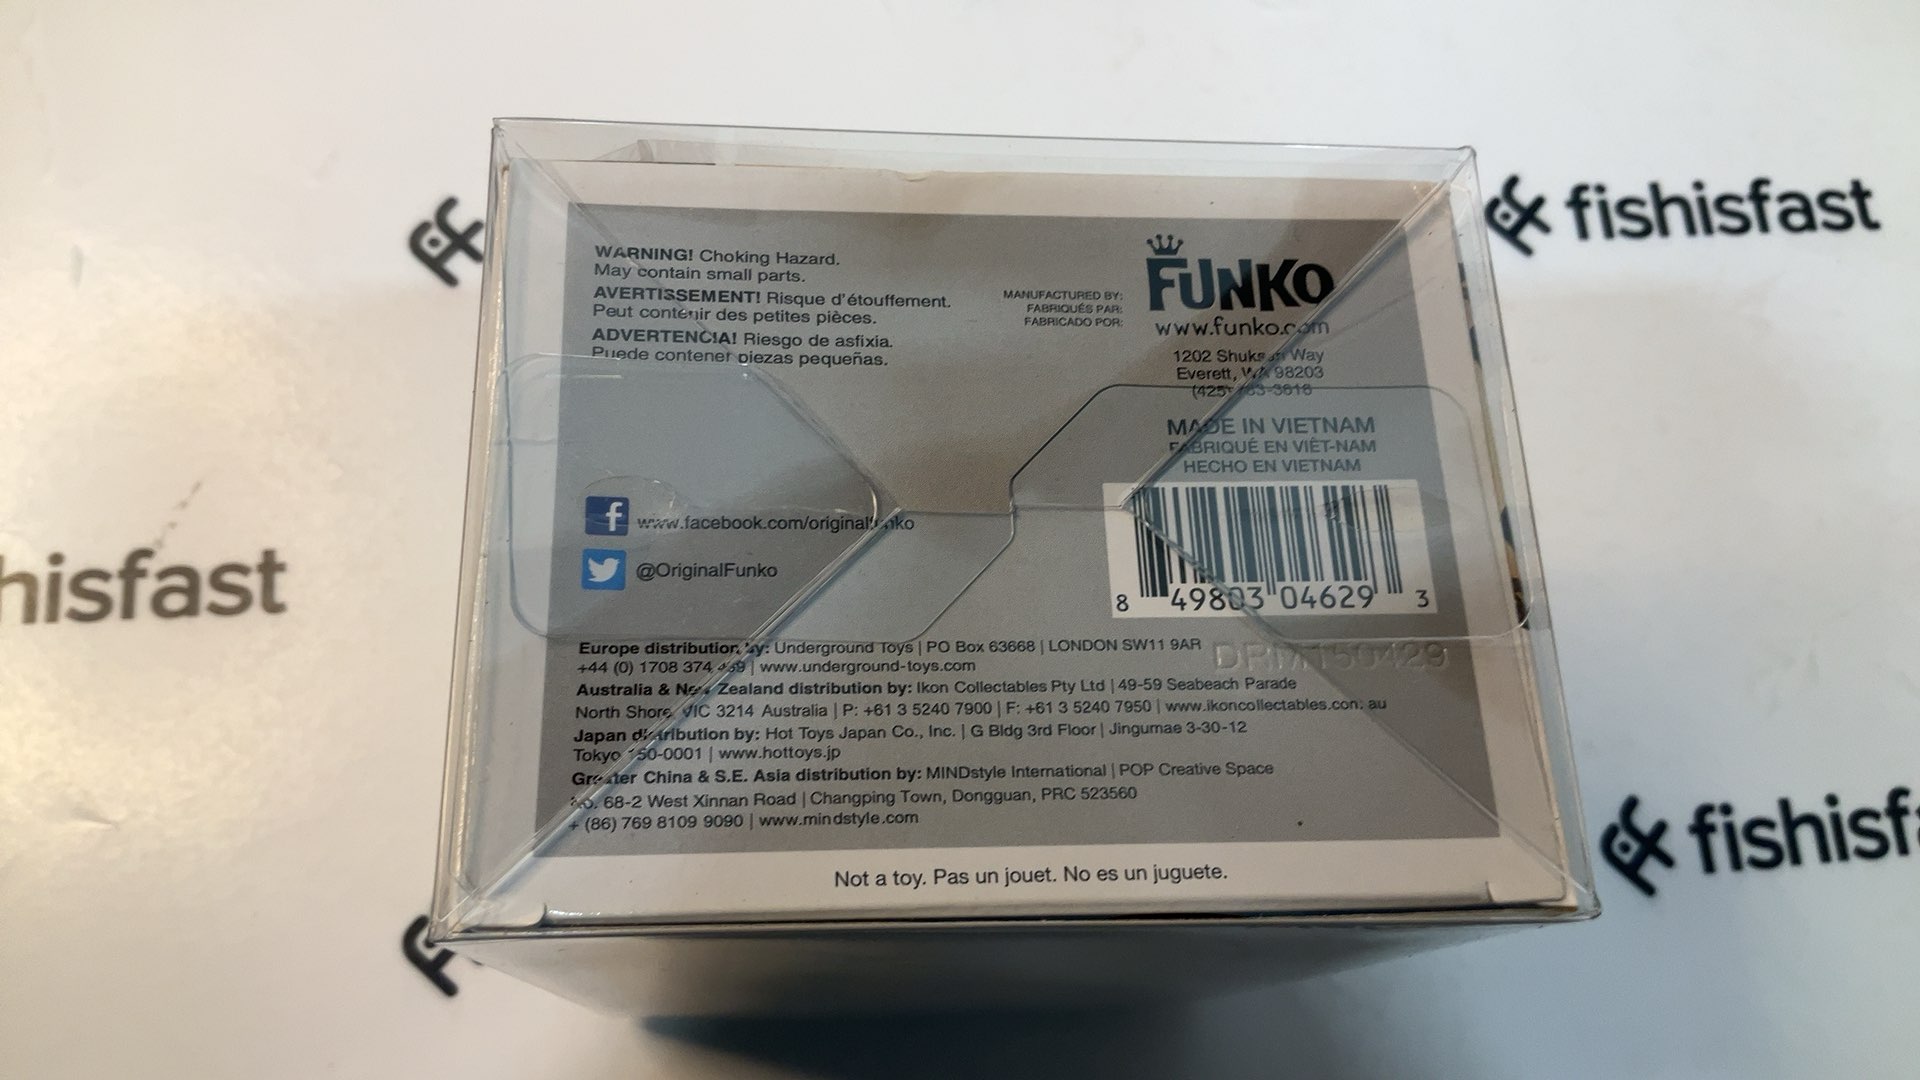 WARNING! Choking Hazard.
May contain small parts.
AVERTISSEMENT! Risque d'étouffement.
Peut contenir des petites pièces.
ADVERTENCIA! Riesgo de asfixia.
Puede contener piezas pequeñas.
MANUFACTURED BY:
FABRIQUÉS PAR:
FABRICADO POR:
FUNKO
www.funko.com
1202 Shuksan Way
Everett, WA 98203
MADE IN VIETNAM
FABRIQUÉ EN VIÊT-NAM
HECHO EN VIETNAM
www.facebook.com/originalfunko
@OriginalFunko
8 49803 04629 3
DRM150429
Europe distribution by: Underground Toys | PO Box 63668 | LONDON SW11 9AR
+44 (0) 1708 374 | www.underground-toys.com
Australia & New Zealand distribution by: Ikon Collectables Pty Ltd | 49-59 Seabeach Parade
North Shore, VIC 3214 Australia | P: +61 3 5240 7900 | F: +61 3 5240 7950 | www.ikoncollectables.com.au
Japan distribution by: Hot Toys Japan Co., Inc. | G Bldg 3rd Floor | Jingumae 3-30-12
Tokyo 150-0001 | www.hottoys.jp
Greater China & S.E. Asia distribution by: MINDstyle International | POP Creative Space
No. 68-2 West Xinnan Road | Changping Town, Dongguan, PRC 523560
+ (86) 769 8109 9090 | www.mindstyle.com
Not a toy. Pas un jouet. No es un juguete.
fishisfast
hisfast
fishisfa